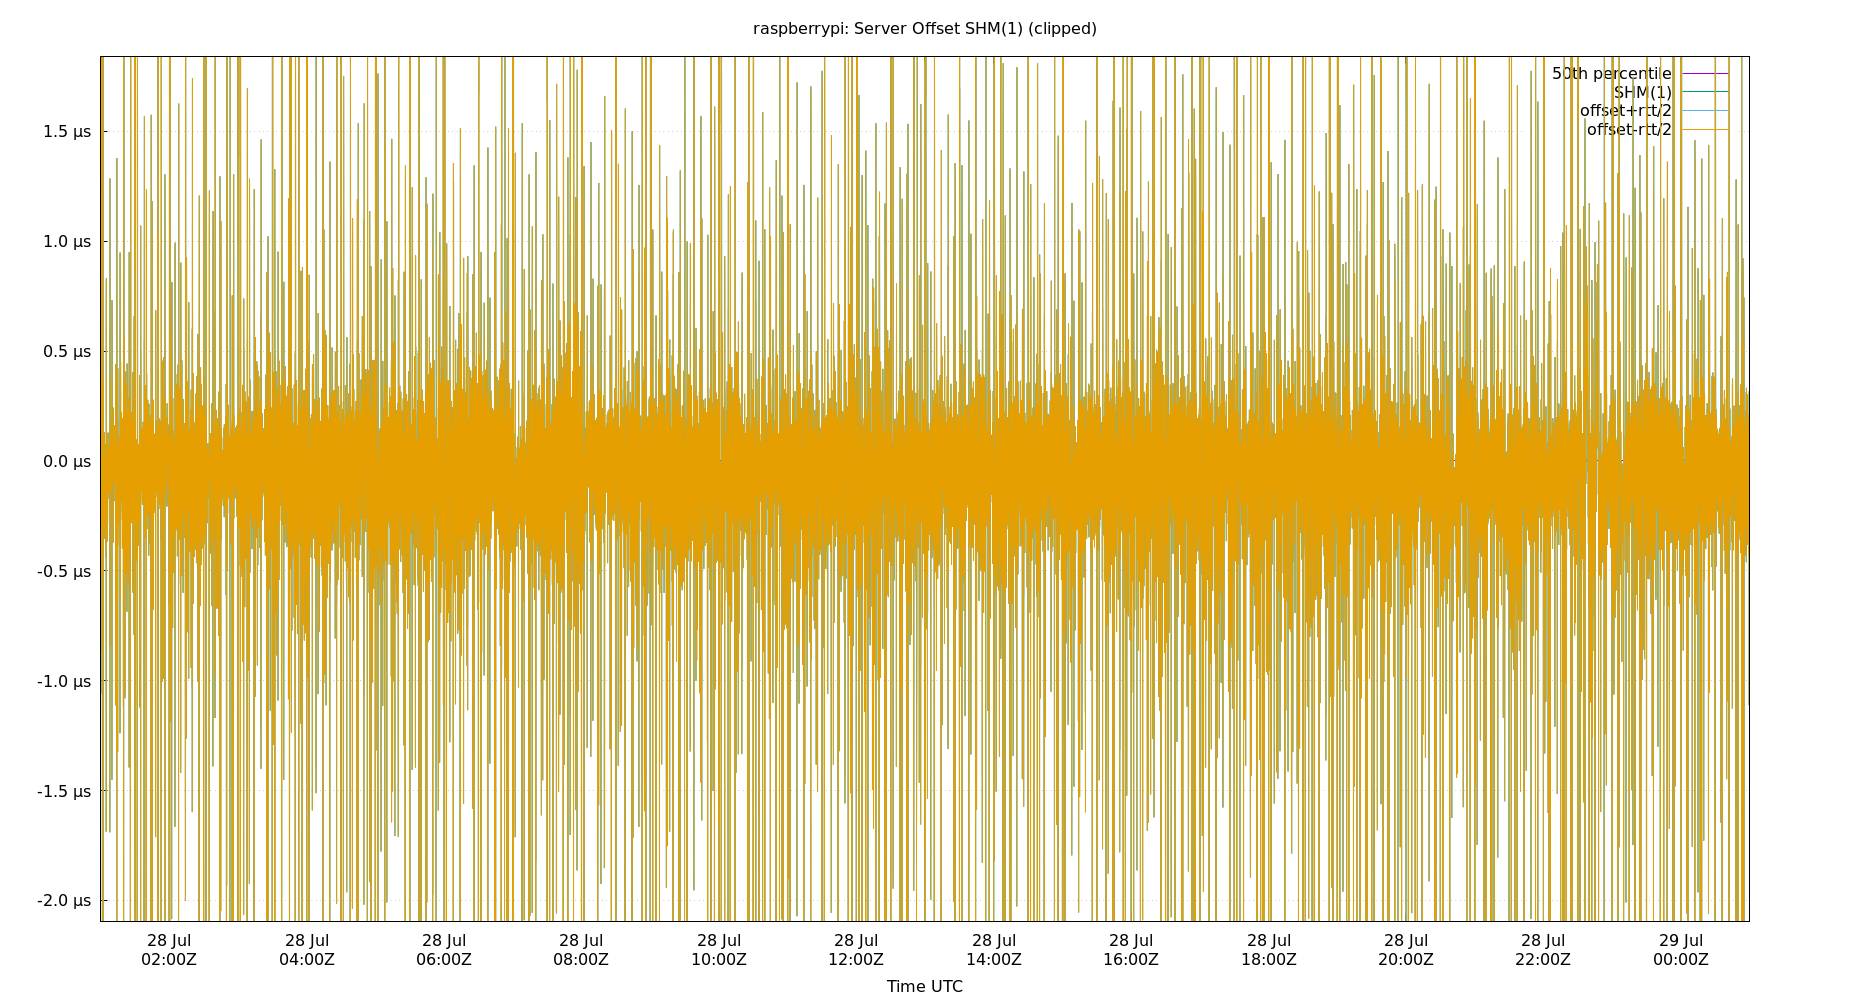 raspberrypi: Server Offset SHM(1) (clipped)
50th percentile
SHM(1)
offset+rtt/2
offset-rtt/2
1.5 µs
1.0 µs
0.5 µs
0.0 µs
-0.5 µs
-1.0 µs
-1.5 µs
-2.0 µs
28 Jul 28 Jul 28 Jul 28 Jul 28 Jul 28 Jul 28 Jul 28 Jul 28 Jul 28 Jul 28 Jul 29 Jul
02:00Z 04:00Z 06:00Z 08:00Z 10:00Z 12:00Z 14:00Z 16:00Z 18:00Z 20:00Z 22:00Z 00:00Z
Time UTC